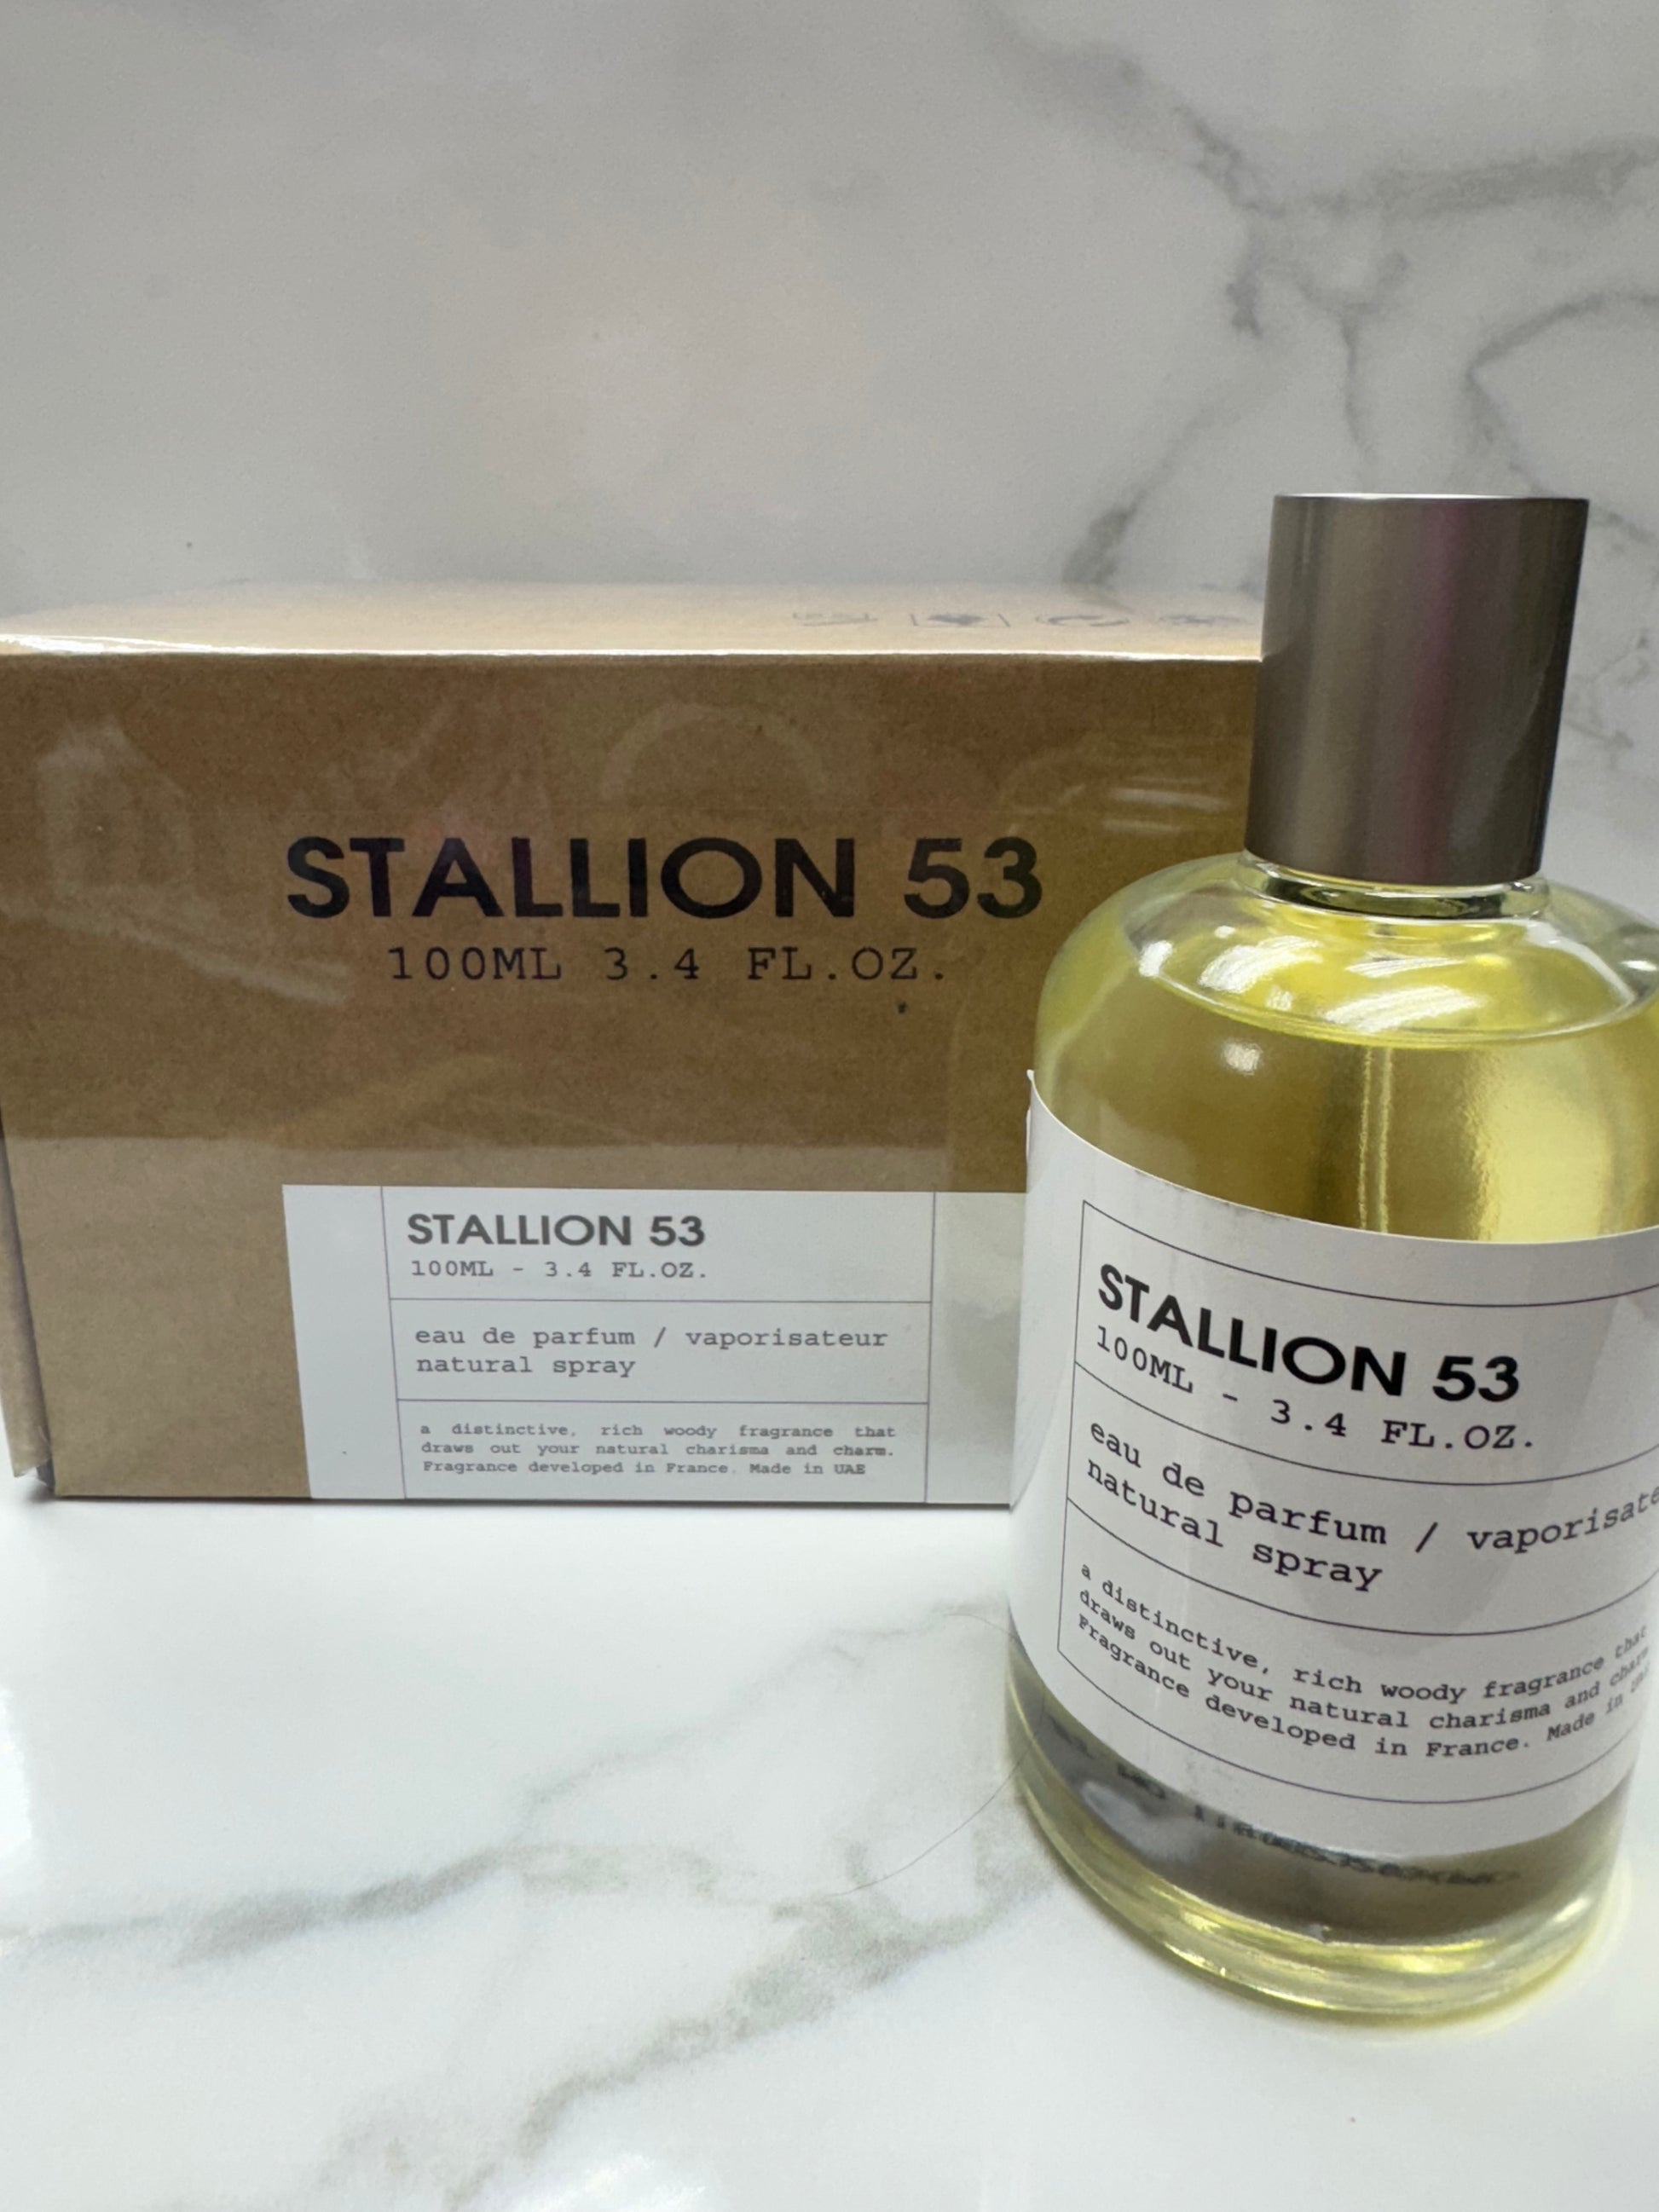 STALLION 53
100ML 3.4 FL.OZ.
STALLION 53
100ML - 3.4 FL.OZ.
eau de parfum / vaporisateur
natural spray
a distinctive, rich woody fragrance that
draws out your natural charisma and charm.
Fragrance developed in France. Made in UAE
STALLION 53
100ML - 3.4 FL.OZ.
eau de parfum / vaporisate
natural spray
a distinctive, rich woody fragrance that
draws out your natural charisma and charm
Fragrance developed in France. Made in UAE